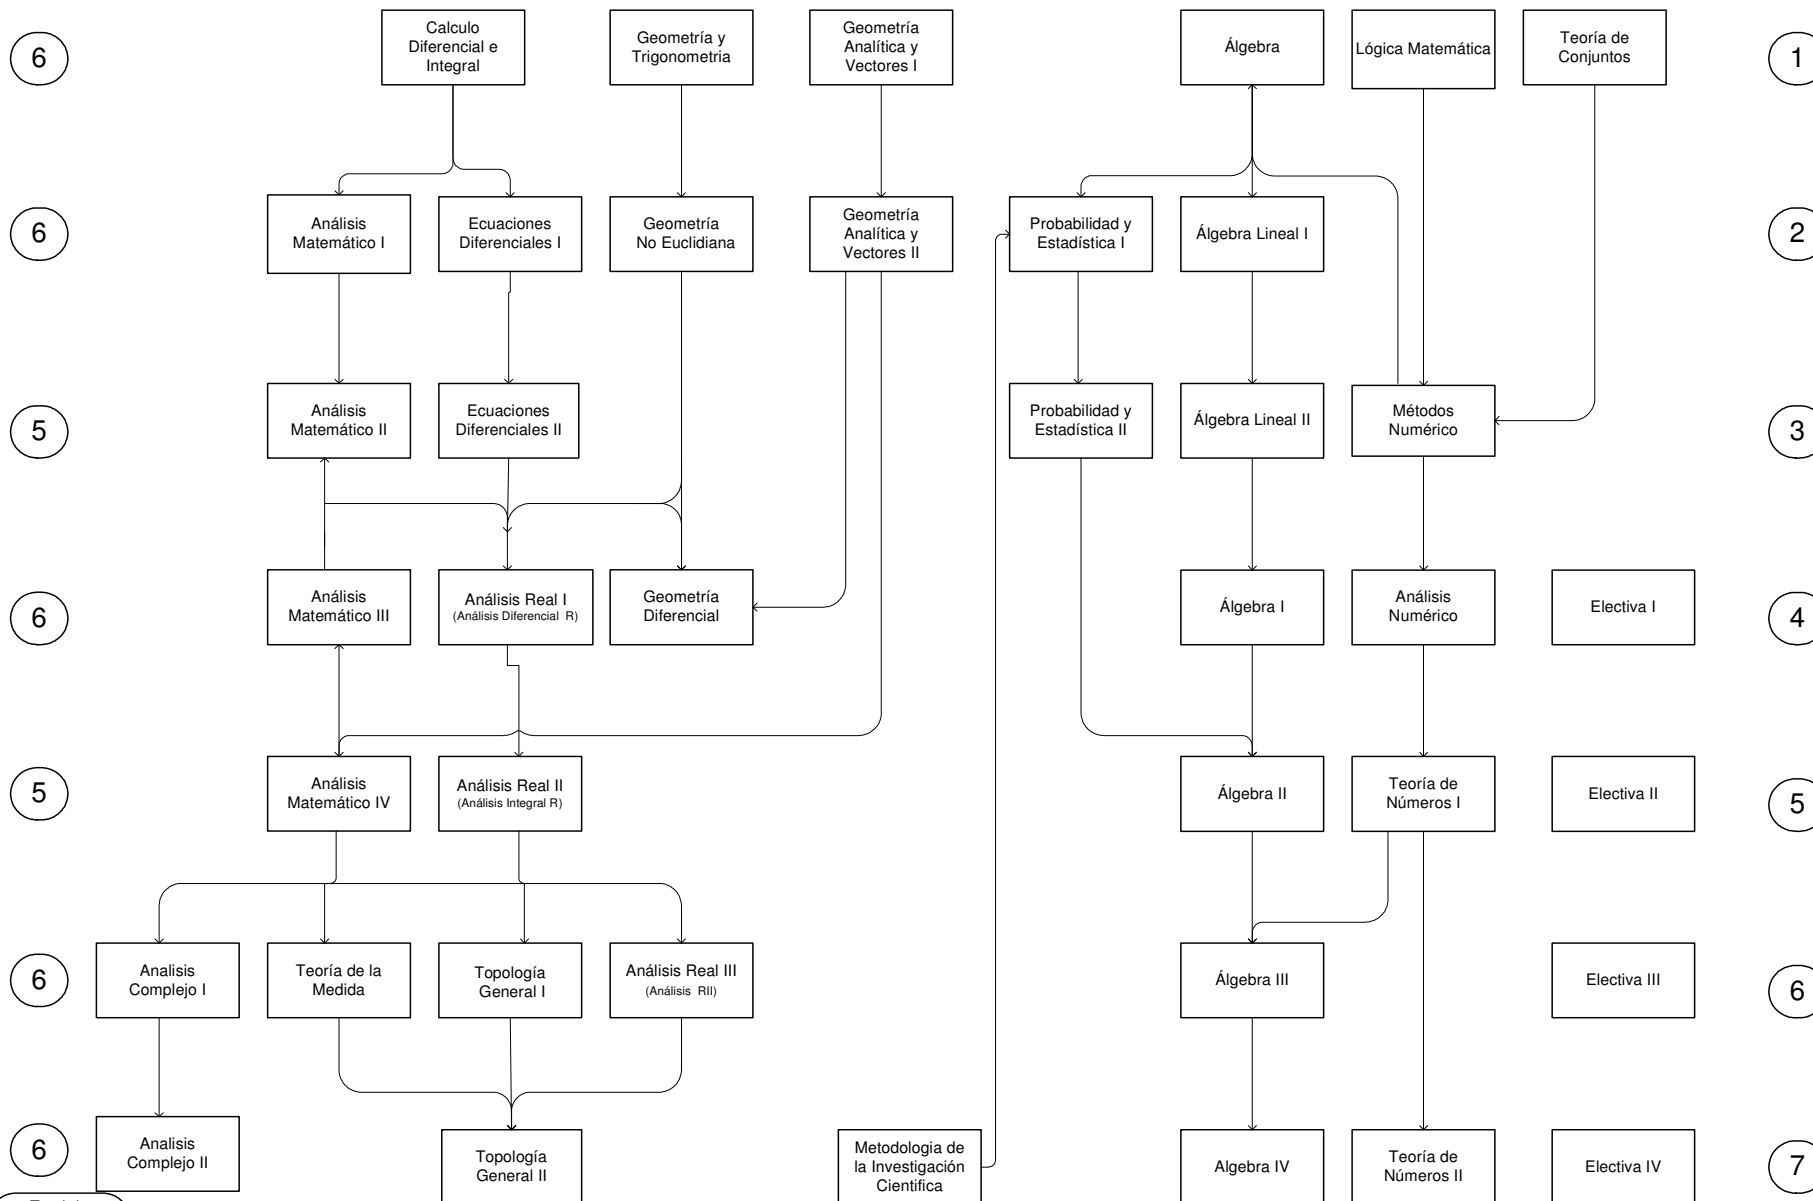 6
Calculo
Diferencial e
Integral
Geometría y
Trigonometria
Geometría
Analítica y
Vectores I
Álgebra
Lógica Matemática
Teoría de
Conjuntos
1
6
Análisis
Matemático I
Ecuaciones
Diferenciales I
Geometría
No Euclidiana
Geometría
Analítica y
Vectores II
Probabilidad y
Estadística I
Álgebra Lineal I
2
5
Análisis
Matemático II
Ecuaciones
Diferenciales II
Probabilidad y
Estadística II
Álgebra Lineal II
Métodos
Numérico
3
6
Análisis
Matemático III
Análisis Real I
(Análisis Diferencial R)
Geometría
Diferencial
Álgebra I
Análisis
Numérico
Electiva I
4
5
Análisis
Matemático IV
Análisis Real II
(Análisis Integral R)
Álgebra II
Teoría de
Números I
Electiva II
5
6
Analisis
Complejo I
Teoría de la
Medida
Topología
General I
Análisis Real III
(Análisis RII)
Álgebra III
Electiva III
6
6
Analisis
Complejo II
Topología
General II
Metodologia de
la Investigación
Cientifica
Algebra IV
Teoría de
Números II
Electiva IV
7